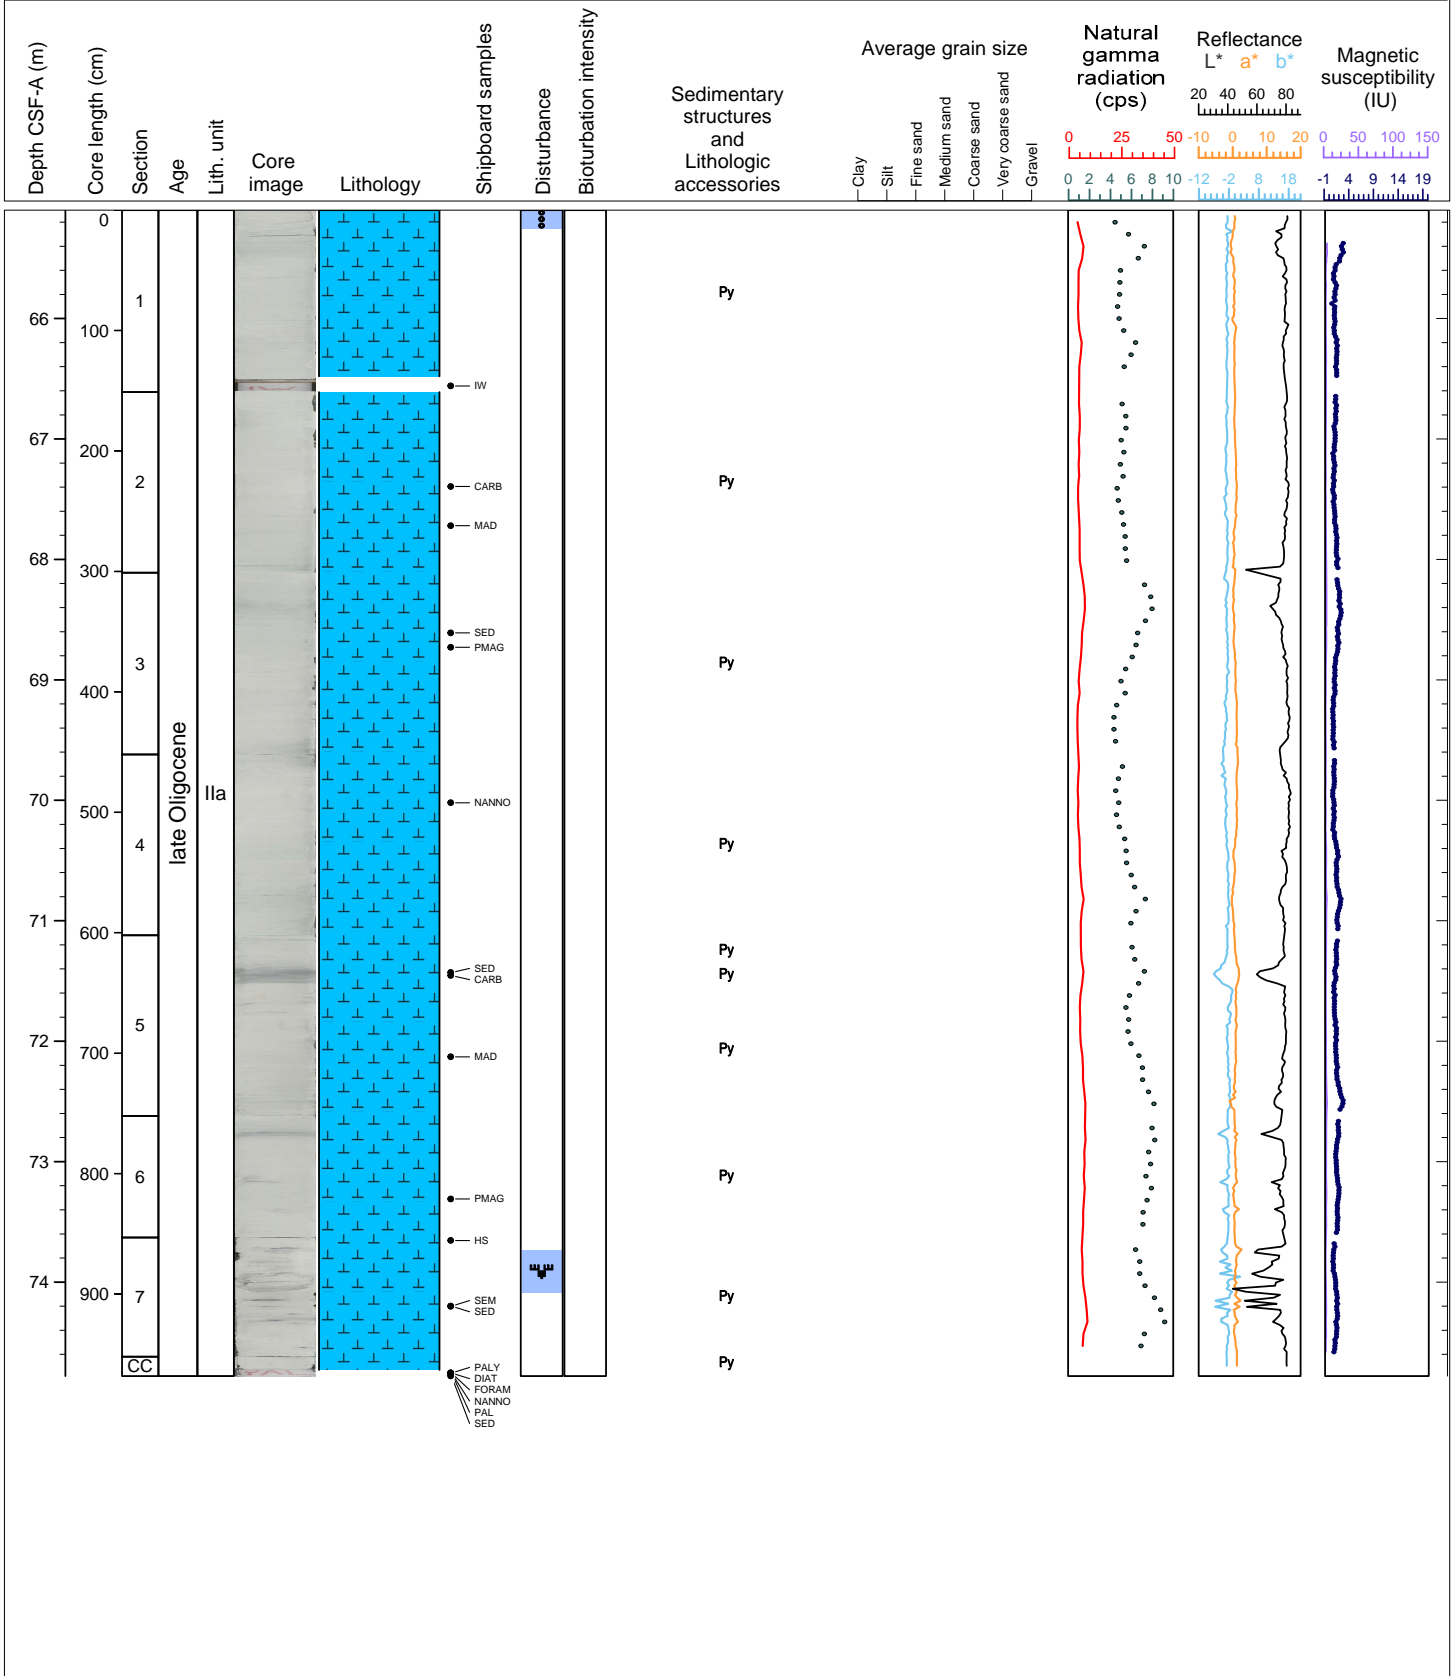 Depth CSF-A (m)
Core length (cm)
Section
Age
Lith. unit
Core
image
Lithology
Shipboard samples
Disturbance
Bioturbation intensity
Sedimentary
structures
and
Lithologic
accessories
Average grain size
Clay
Silt
Fine sand
Medium sand
Coarse sand
Very coarse sand
Gravel
Natural
gamma
radiation
(cps)
0 25 50
0 2 4 6 8 10
Reflectance
L* a* b*
20 40 60 80
-10 0 10 20
-12 -2 8 18
Magnetic
susceptibility
(IU)
0 50 100 150
-1 4 9 14 19
66
67
68
69
70
71
72
73
74
0
100
200
300
400
500
600
700
800
900
1
2
3
4
5
6
7
CC
late Oligocene
IIa
IW
CARB
MAD
SED
PMAG
NANNO
SED
CARB
MAD
PMAG
HS
SEM
SED
PALY
DIAT
FORAM
NANNO
PAL
SED
Py
Py
Py
Py
Py
Py
Py
Py
Py
Py